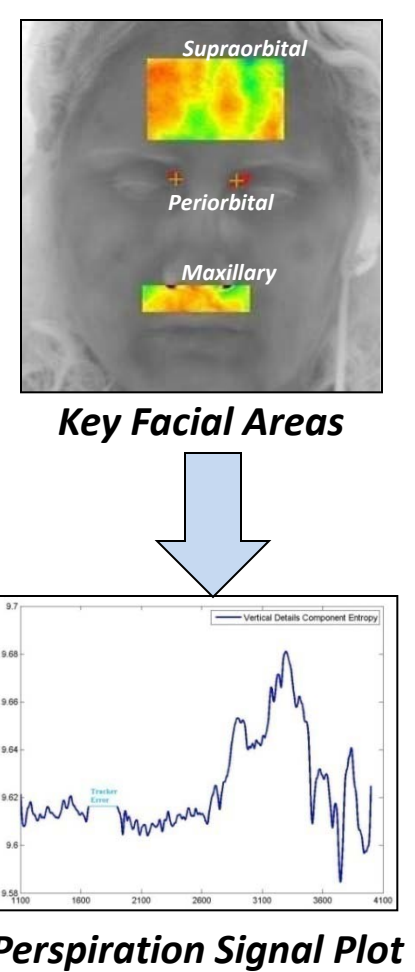 Supraorbital
Periorbital
Maxillary
Key Facial Areas
9.7
Vertical Details Component Entropy
9.68
9.66
9.64
Tracker
Error
9.62
9.6
9.58
1100 1600 2100 2600 3100 3600 4100
Perspiration Signal Plot